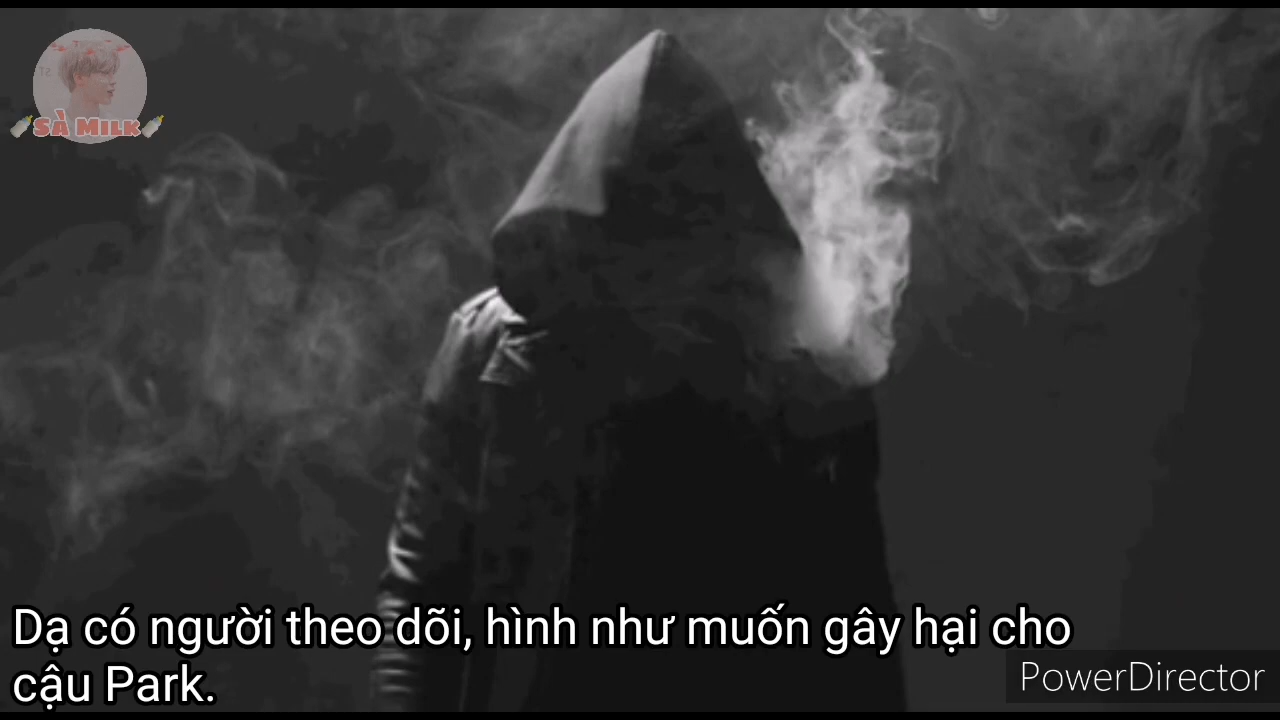 SÀ MILK
Dạ có người theo dõi, hình như muốn gây hại cho
cậu Park.
PowerDirector